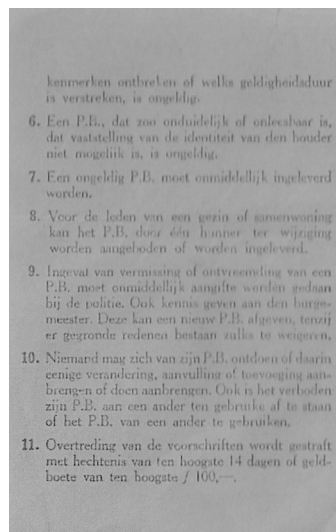 kenmerken ontbreken of welks geldigheidsduur
is verstreken, is ongeldig.
6. Een P.B., dat zoo onduidelijk of onleesbaar is,
dat vaststelling van de identiteit van den houder
niet mogelijk is, is ongeldig.
7. Een ongeldig P.B. moet onmiddellijk ingeleverd
worden.
8. Voor de leden van een gezin of samenwoning
kan het P.B. door één hunner ter wijziging
worden aangeboden of worden ingeleverd.
9. Ingeval van vermissing of ontvreemding van een
P.B. moet onmiddellijk aangifte worden gedaan
bij de politie. Ook kennis geven aan den burge-
meester. Deze kan een nieuw P.B. afgeven, tenzij
er gegronde redenen bestaan zulks te weigeren.
10. Niemand mag zich van zijn P.B. ontdoen of daarin
eenige verandering, aanvulling of toevoeging aan-
brengen of doen aanbrengen. Ook is het verboden
zijn P.B. aan een ander ten gebruike af te staan
of het P.B. van een ander te gebruiken.
11. Overtreding van de voorschriften wordt gestraft
met hechtenis van ten hoogste 14 dagen of geld-
boete van ten hoogste f 100,—.